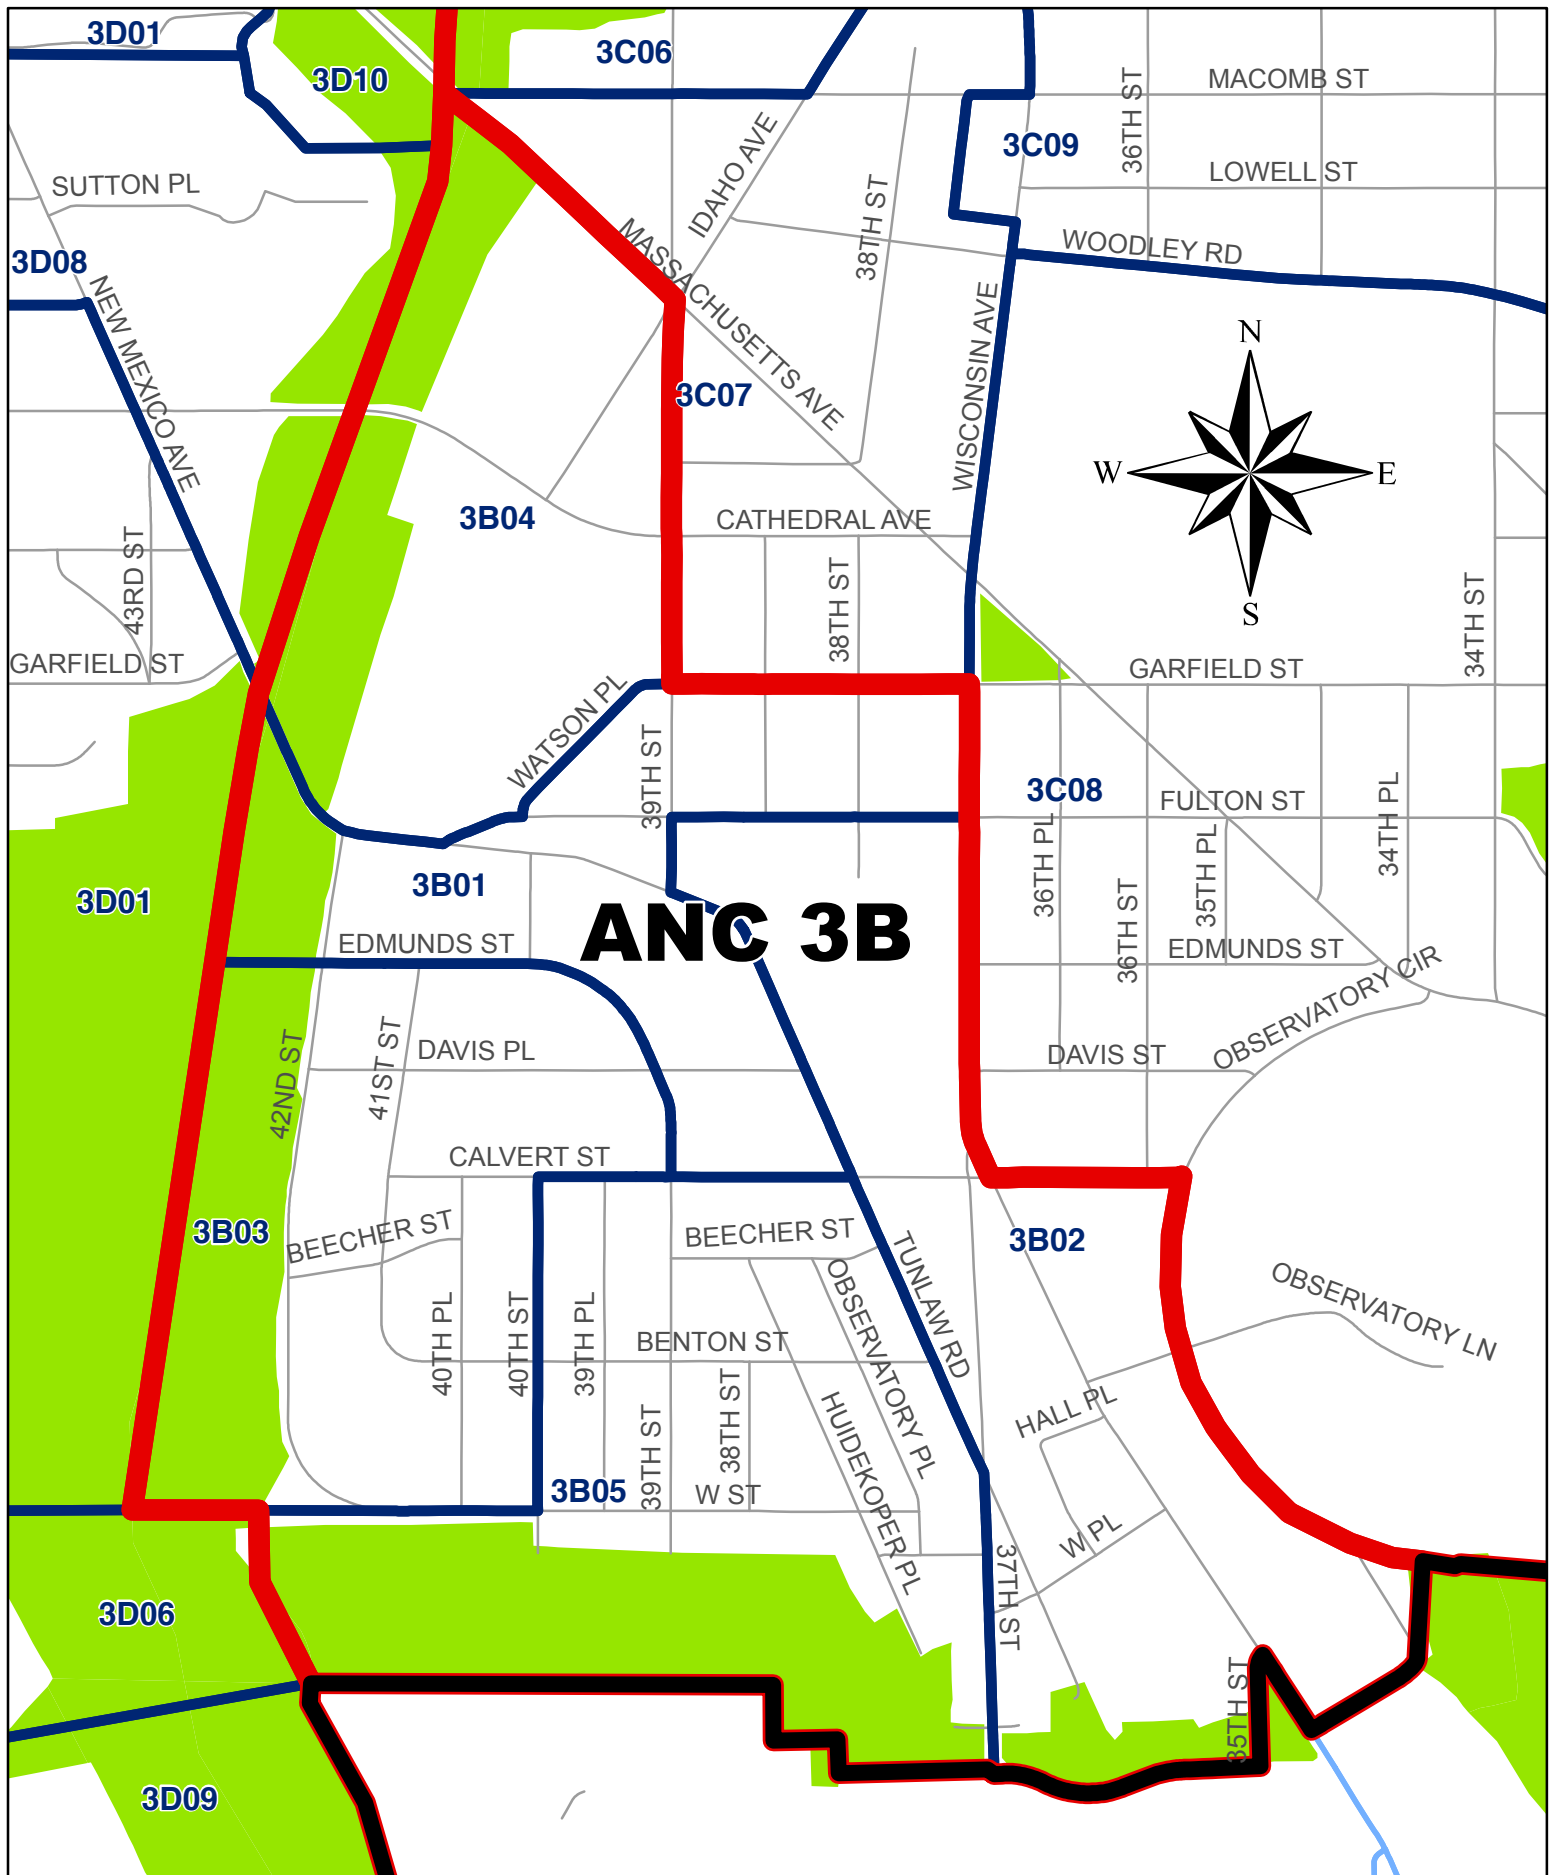 3D01
3C06
3D10
MACOMB ST
36TH ST
3C09
IDAHO AVE
LOWELL ST
SUTTON PL
38TH ST
MASSACHUSETTS AVE
WOODLEY RD
3D08
NEW MEXICO AVE
WISCONSIN AVE
N
3C07
W
E
3B04
CATHEDRAL AVE
43RD ST
38TH ST
S
34TH ST
GARFIELD ST
GARFIELD ST
WATSON PL
39TH ST
3C08
FULTON ST
34TH PL
36TH PL
35TH PL
3B01
3D01
ANC 3B
36TH ST
EDMUNDS ST
EDMUNDS ST
OBSERVATORY CIR
42ND ST
41ST ST
DAVIS PL
DAVIS ST
CALVERT ST
3B03
BEECHER ST
BEECHER ST
TUNLAW RD
3B02
OBSERVATORY PL
OBSERVATORY LN
40TH PL
40TH ST
39TH PL
BENTON ST
38TH ST
39TH ST
HUIDEKOPER PL
HALL PL
3B05
W ST
W PL
37TH ST
3D06
35TH ST
3D09